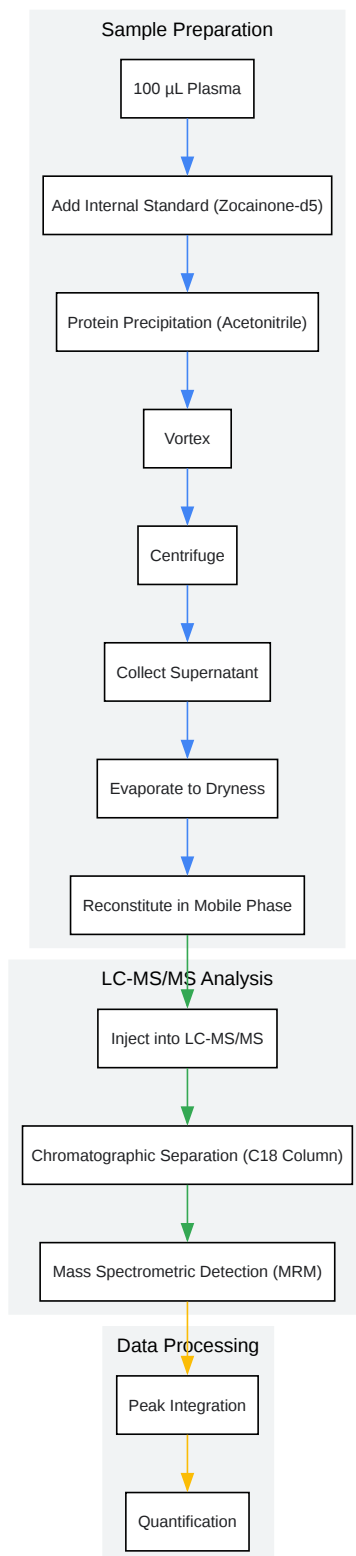 Sample Preparation
100 µL Plasma
Add Internal Standard (Zocainone-d5)
Protein Precipitation (Acetonitrile)
Vortex
Centrifuge
Collect Supernatant
Evaporate to Dryness
Reconstitute in Mobile Phase
LC-MS/MS Analysis
Inject into LC-MS/MS
Chromatographic Separation (C18 Column)
Mass Spectrometric Detection (MRM)
Data Processing
Peak Integration
Quantification